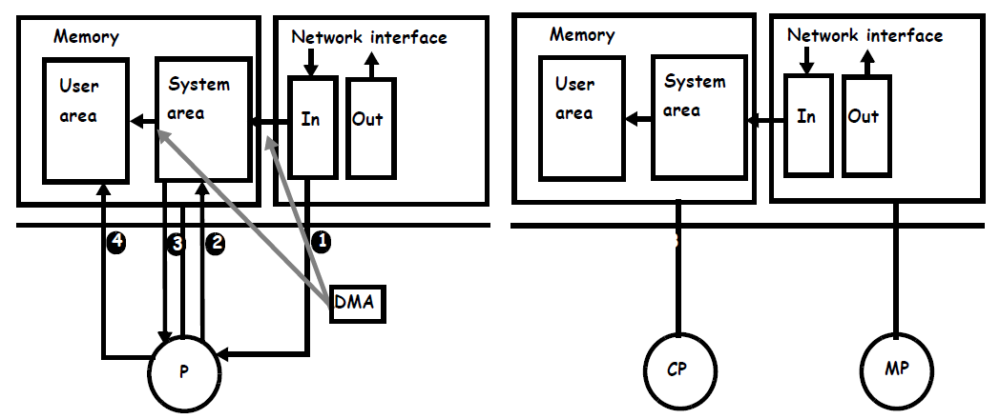 Memory
Network interface
User
area
System
area
In
Out
4
3
2
1
DMA
P
Memory
Network interface
User
area
System
area
In
Out
CP
MP